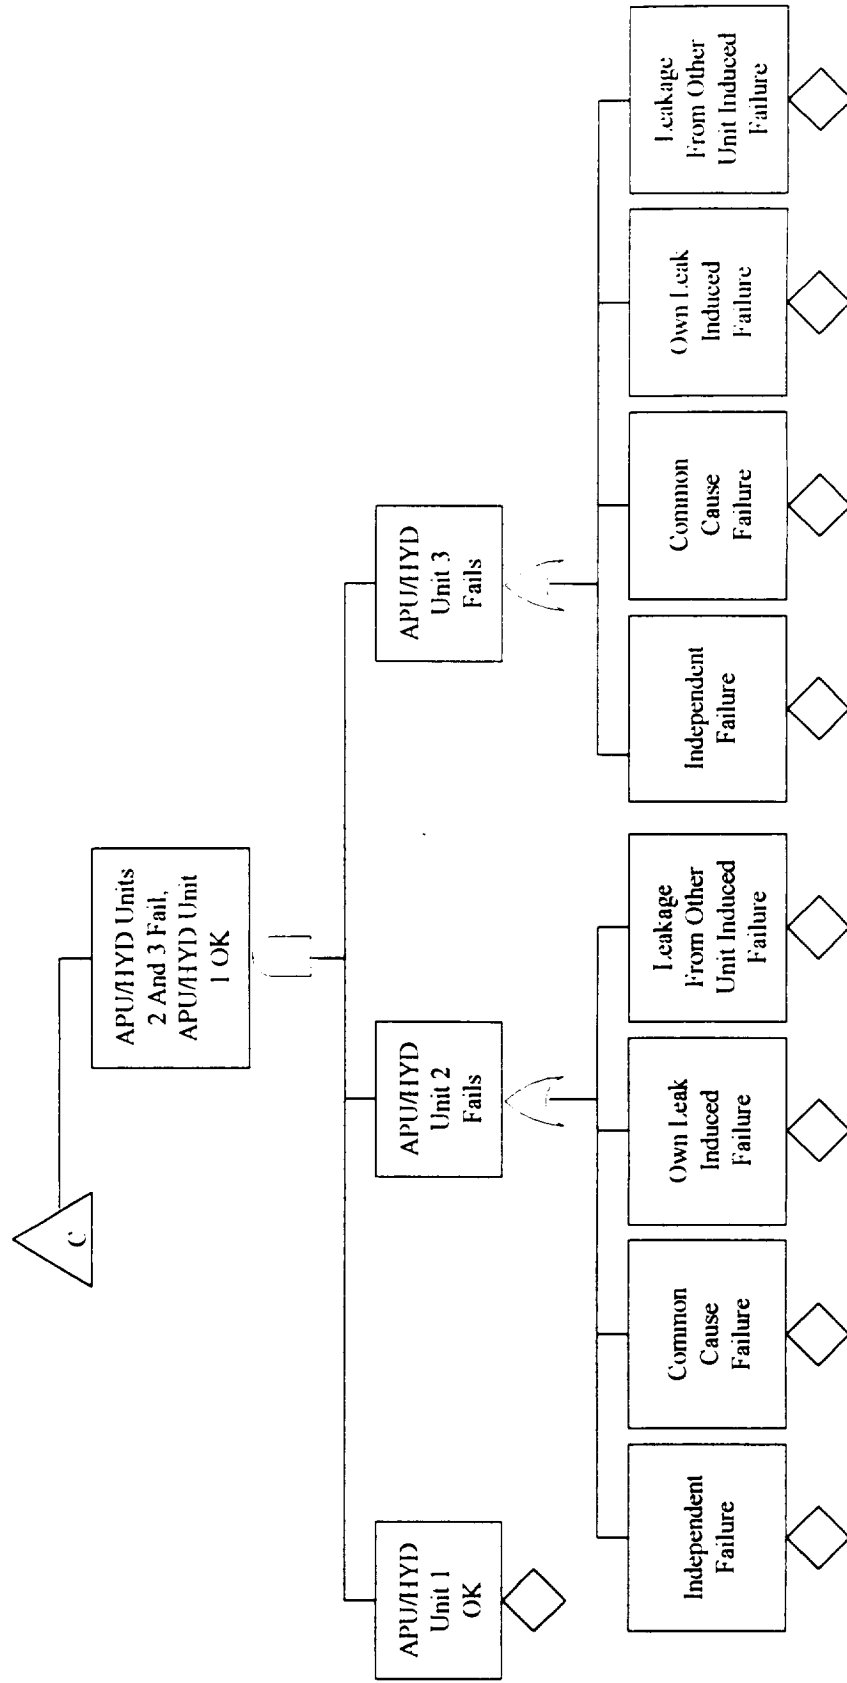 C
APU/HYD Units
2 And 3 Fail,
APU/HYD Unit
1 OK
APU/HYD
Unit 1
OK
APU/HYD
Unit 2
Fails
APU/HYD
Unit 3
Fails
Independent
Failure
Common
Cause
Failure
Own Leak
Induced
Failure
Leakage
From Other
Unit Induced
Failure
Independent
Failure
Common
Cause
Failure
Own Leak
Induced
Failure
Leakage
From Other
Unit Induced
Failure